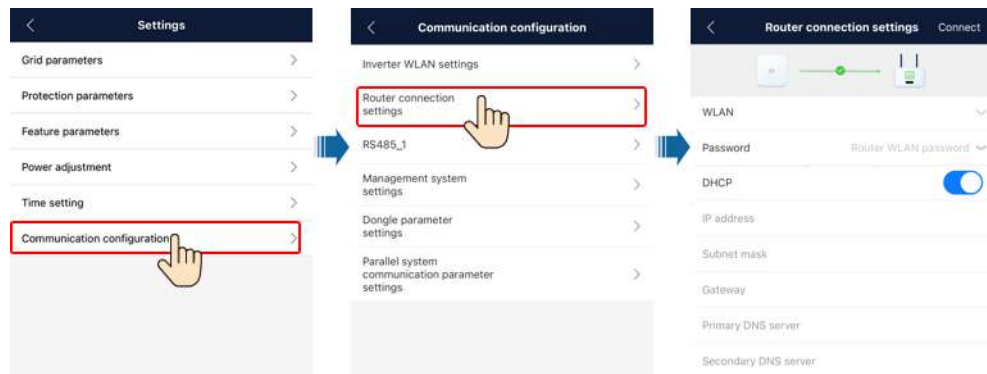 Settings
Grid parameters
Protection parameters
Feature parameters
Power adjustment
Time setting
Communication configuration
Communication configuration
Inverter WLAN settings
Router connection
settings
RS485_1
Management system
settings
Dongle parameter
settings
Parallel system
communication parameter
settings
Router connection settings Connect
WLAN
Password Router WLAN password
DHCP
IP address
Subnet mask
Gateway
Primary DNS server
Secondary DNS server